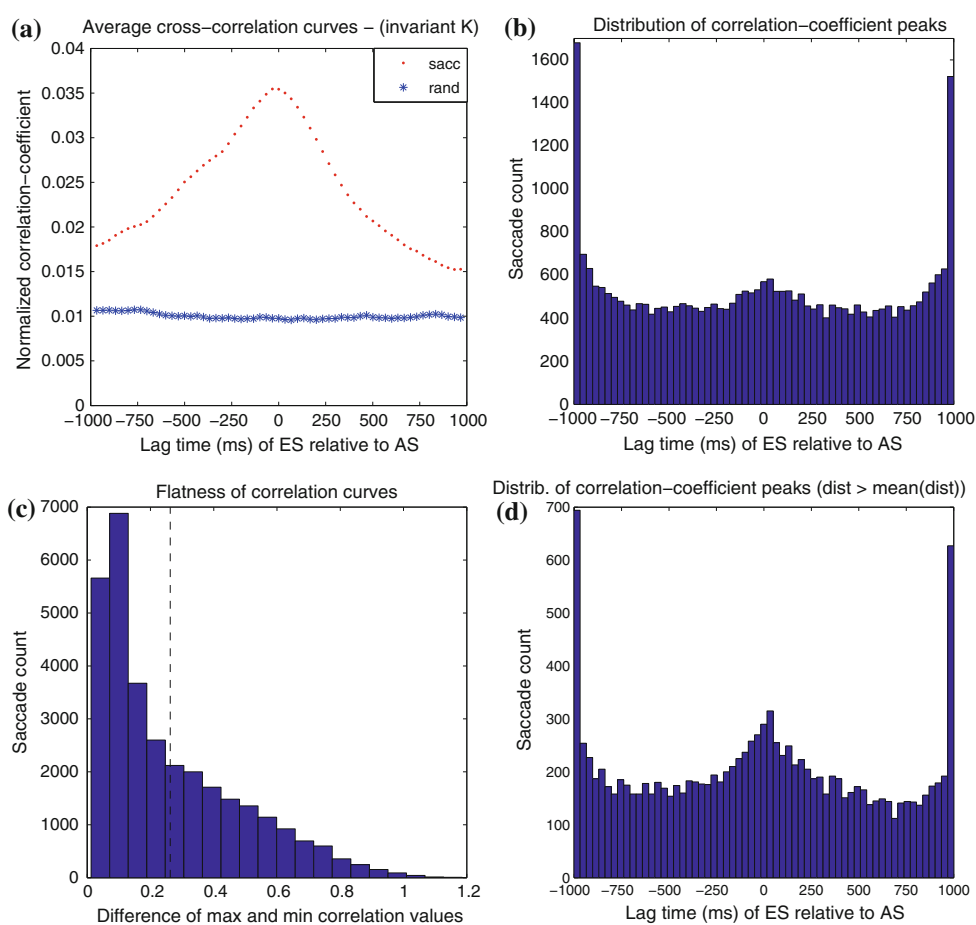 (a)
Average cross-correlation curves - (invariant K)
0.04
0.035
0.03
0.025
0.02
0.015
0.01
0.005
0
Normalized correlation-coefficient
sacc
rand
-1000 -750 -500 -250 0 250 500 750 1000
Lag time (ms) of ES relative to AS
(b)
Distribution of correlation-coefficient peaks
1600
1400
1200
1000
800
600
400
200
0
Saccade count
-1000 -750 -500 -250 0 250 500 750 1000
Lag time (ms) of ES relative to AS
(c)
Flatness of correlation curves
7000
6000
5000
4000
3000
2000
1000
0
Saccade count
0 0.2 0.4 0.6 0.8 1 1.2
Difference of max and min correlation values
(d)
Distrib. of correlation-coefficient peaks (dist > mean(dist))
700
600
500
400
300
200
100
0
Saccade count
-1000 -750 -500 -250 0 250 500 750 1000
Lag time (ms) of ES relative to AS